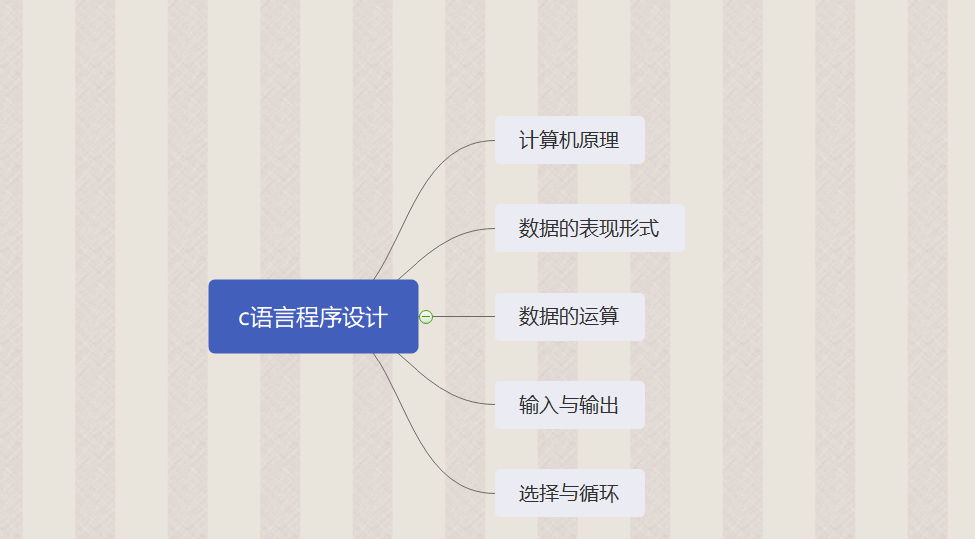 计算机原理
数据的表现形式
c语言程序设计
数据的运算
输入与输出
选择与循环